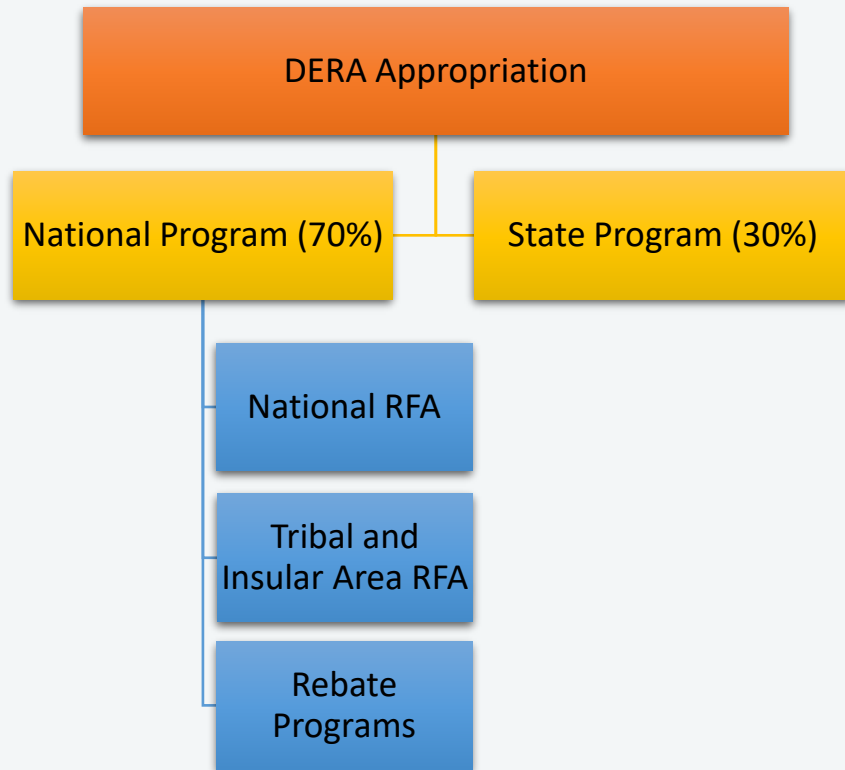 DERA Appropriation
National Program (70%)
State Program (30%)
National RFA
Tribal and
Insular Area RFA
Rebate
Programs